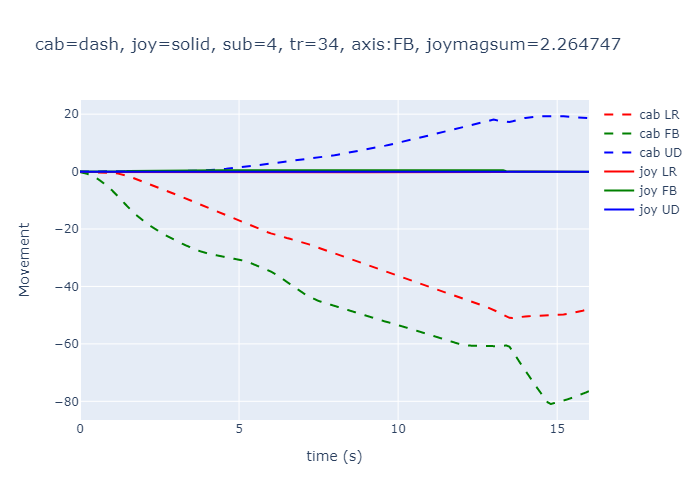 cab=dash, joy=solid, sub=4, tr=34, axis:FB, joymagsum=2.264747
20
0
−20
−40
−60
−80
Movement
0
5
10
15
time (s)
cab LR
cab FB
cab UD
joy LR
joy FB
joy UD